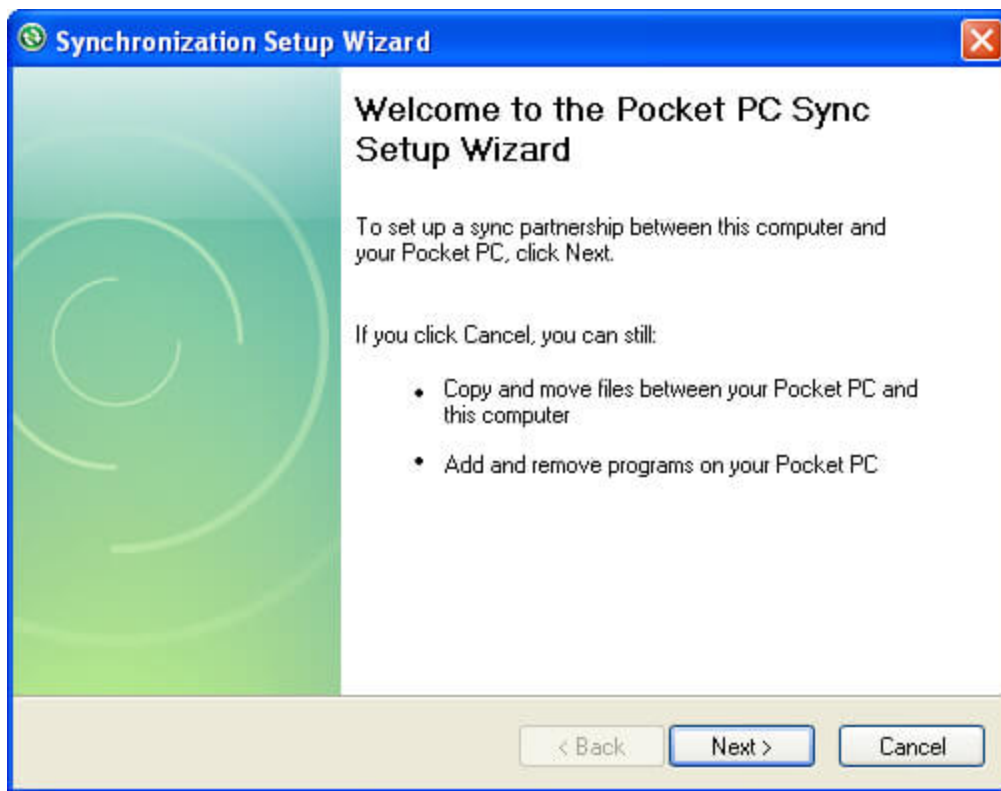 Synchronization Setup Wizard
Welcome to the Pocket PC Sync
Setup Wizard
To set up a sync partnership between this computer and
your Pocket PC, click Next.
If you click Cancel, you can still:
• Copy and move files between your Pocket PC and
this computer
• Add and remove programs on your Pocket PC
< Back
Next >
Cancel